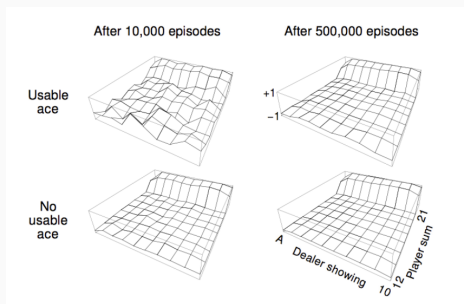 After 10,000 episodes
After 500,000 episodes
Usable
ace
+1
−1
No
usable
ace
A
Dealer showing
10
12
Player sum
21